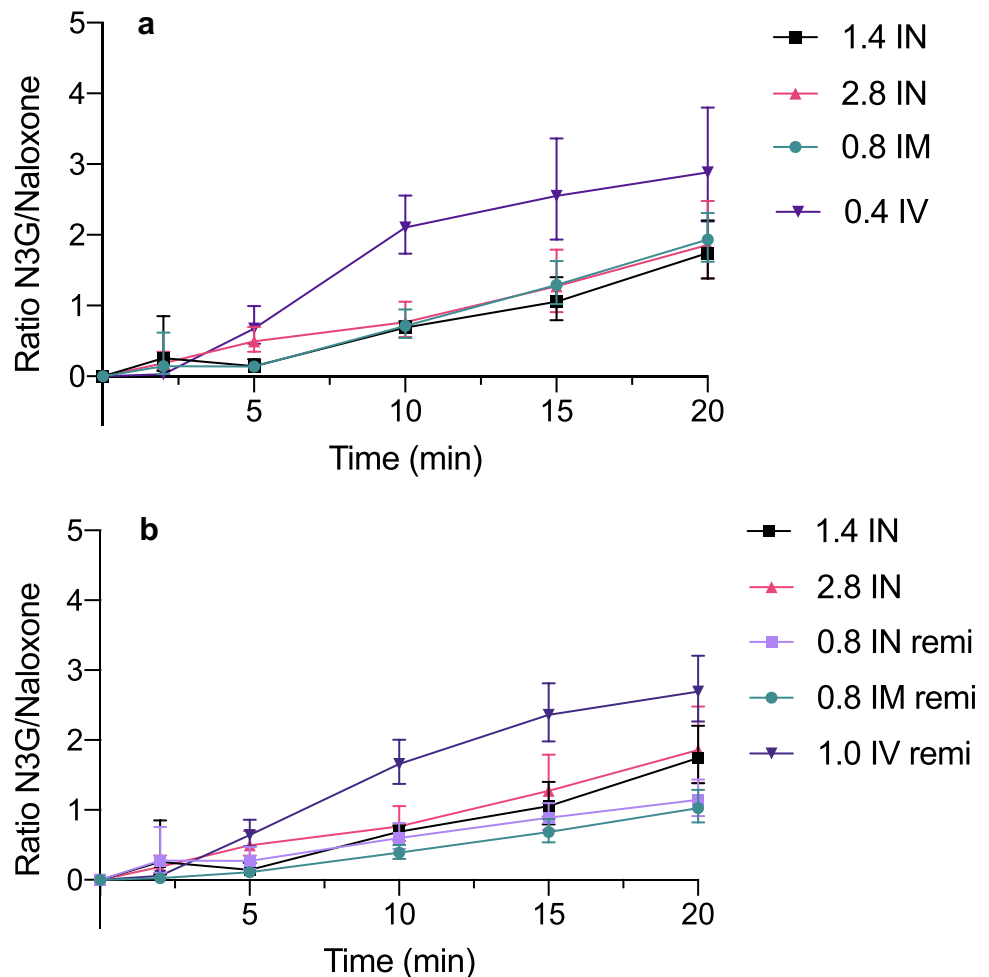 a
5
4
3
2
1
0
Ratio N3G/Naloxone
5 10 15 20
Time (min)
1.4 IN
2.8 IN
0.8 IM
0.4 IV
b
5
4
3
2
1
0
Ratio N3G/Naloxone
5 10 15 20
Time (min)
1.4 IN
2.8 IN
0.8 IN remi
0.8 IM remi
1.0 IV remi